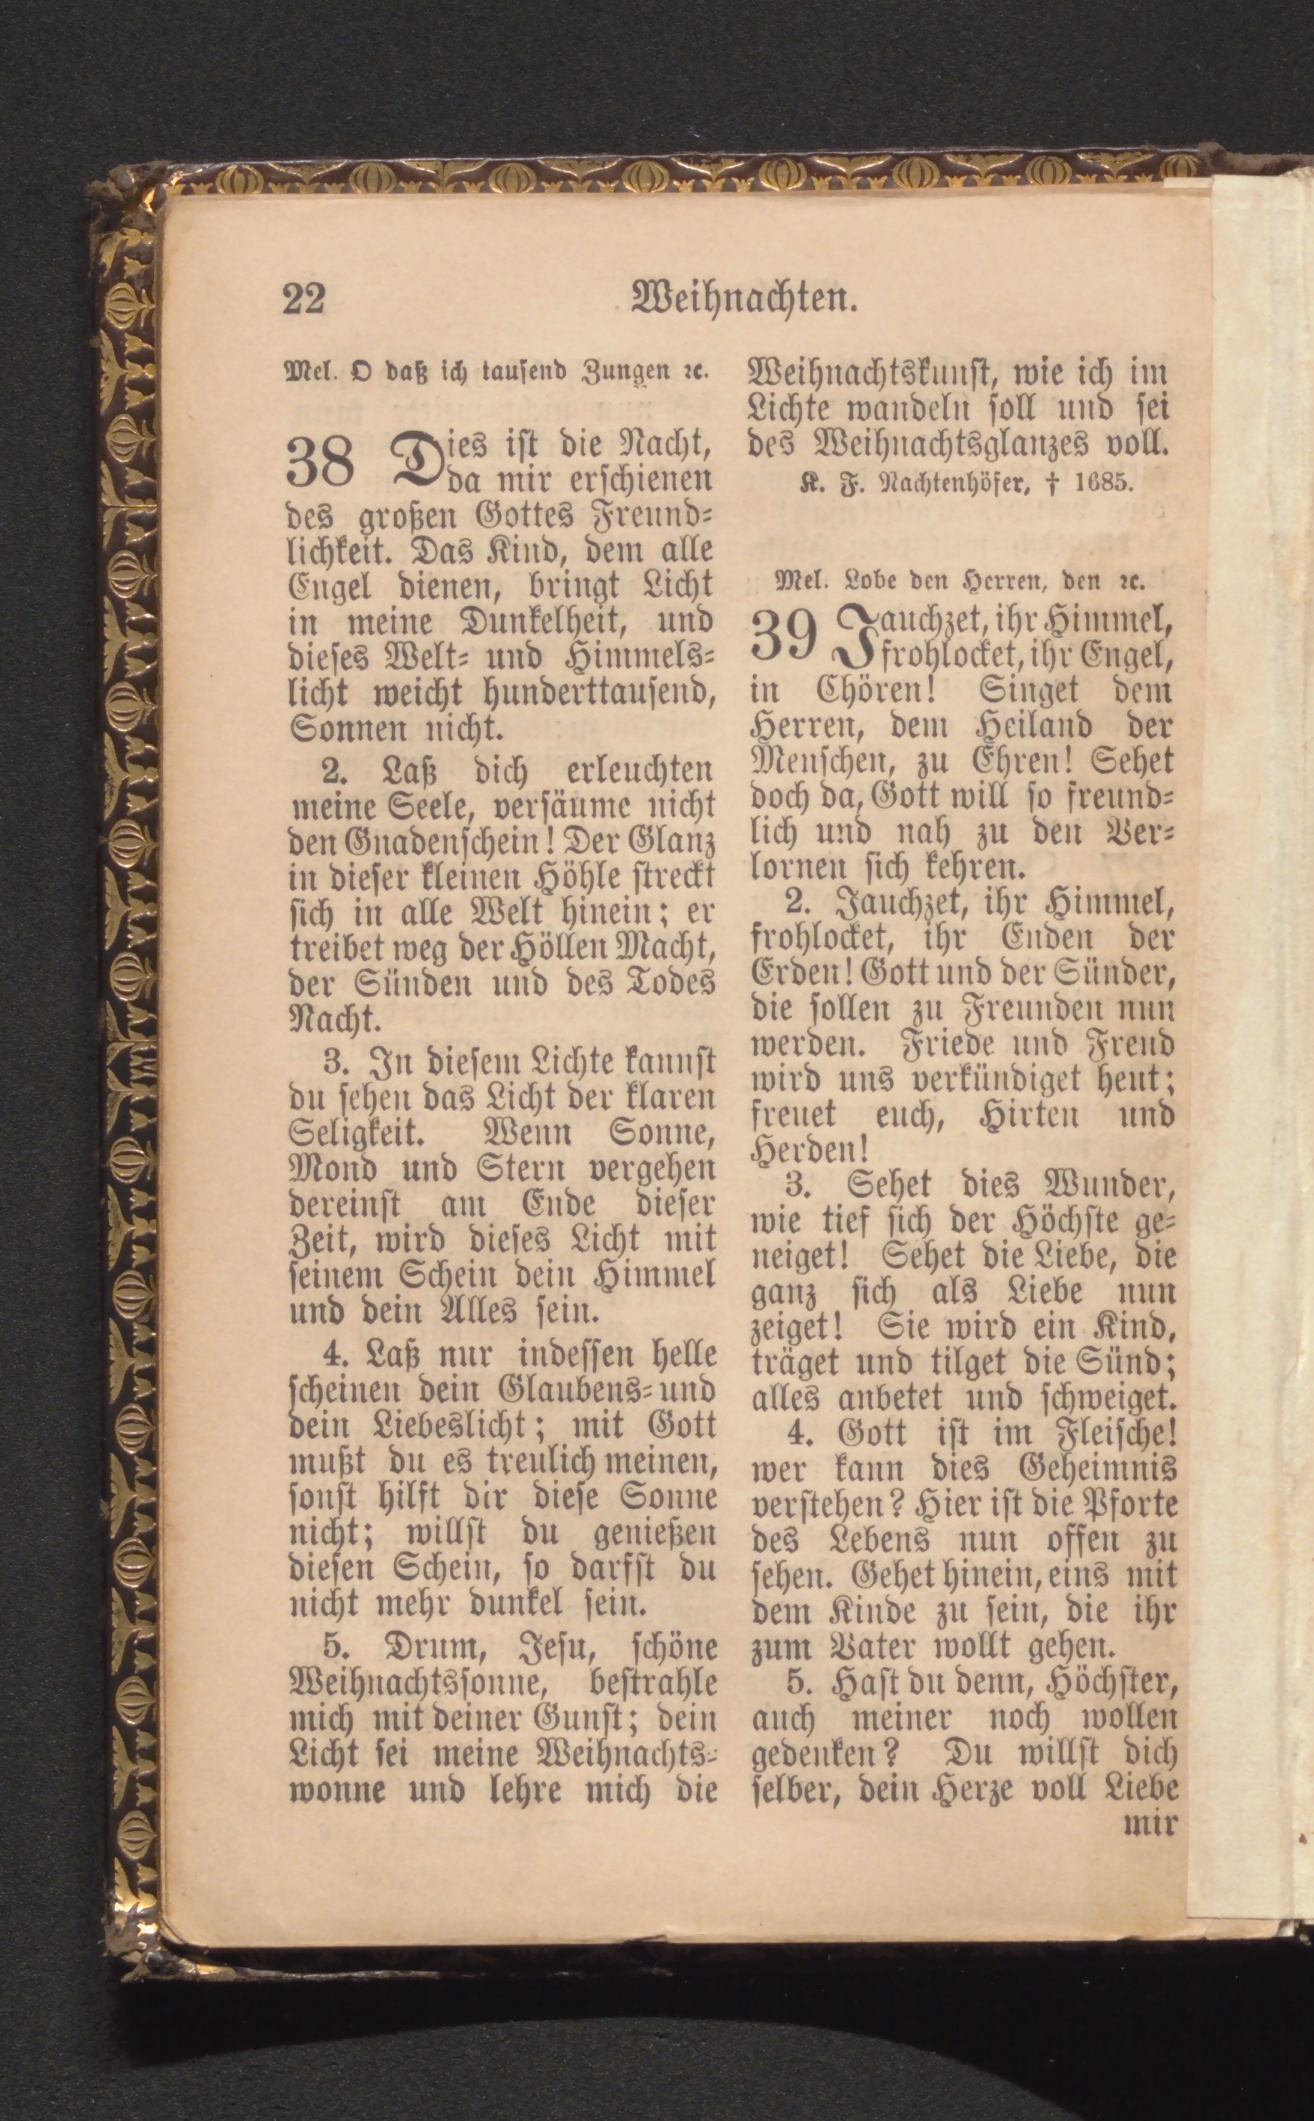 22
Weihnachten.
Mel. O daß ich tausend Zungen ꝛc.
38 Dies ist die Nacht,
da mir erschienen
des großen Gottes Freund-
lichkeit. Das Kind, dem alle
Engel dienen, bringt Licht
in meine Dunkelheit, und
dieses Welt- und Himmels-
licht weicht hunderttausend,
Sonnen nicht.
2. Laß dich erleuchten
meine Seele, versäume nicht
den Gnadenschein! Der Glanz
in dieser kleinen Höhle streckt
sich in alle Welt hinein; er
treibet weg der Höllen Macht,
der Sünden und des Todes
Nacht.
3. In diesem Lichte kannst
du sehen das Licht der klaren
Seligkeit. Wenn Sonne,
Mond und Stern vergehen
dereinst am Ende dieser
Zeit, wird dieses Licht mit
seinem Schein dein Himmel
und dein Alles sein.
4. Laß nur indessen helle
scheinen dein Glaubens- und
dein Liebeslicht; mit Gott
mußt du es treulich meinen,
sonst hilft dir diese Sonne
nicht; willst du genießen
diesen Schein, so darfst du
nicht mehr dunkel sein.
5. Drum, Jesu, schöne
Weihnachtssonne, bestrahle
mich mit deiner Gunst; dein
Licht sei meine Weihnachts-
wonne und lehre mich die
Weihnachtskunst, wie ich im
Lichte wandeln soll und sei
des Weihnachtsglanzes voll.
K. F. Nachtenhöfer, † 1685.
Mel. Lobe den Herren, den ꝛc.
39 Jauchzet, ihr Himmel,
frohlocket, ihr Engel,
in Chören! Singet dem
Herren, dem Heiland der
Menschen, zu Ehren! Sehet
doch da, Gott will so freund-
lich und nah zu den Ver-
lornen sich kehren.
2. Jauchzet, ihr Himmel,
frohlocket, ihr Enden der
Erden! Gott und der Sünder,
die sollen zu Freunden nun
werden. Friede und Freud
wird uns verkündiget heut;
freuet euch, Hirten und
Herden!
3. Sehet dies Wunder,
wie tief sich der Höchste ge-
neiget! Sehet die Liebe, die
ganz sich als Liebe nun
zeiget! Sie wird ein Kind,
träget und tilget die Sünd;
alles anbetet und schweiget.
4. Gott ist im Fleische!
wer kann dies Geheimnis
verstehen? Hier ist die Pforte
des Lebens nun offen zu
sehen. Gehet hinein, eins mit
dem Kinde zu sein, die ihr
zum Vater wollt gehen.
5. Hast du denn, Höchster,
auch meiner noch wollen
gedenken? Du willst dich
selber, dein Herze voll Liebe
mir